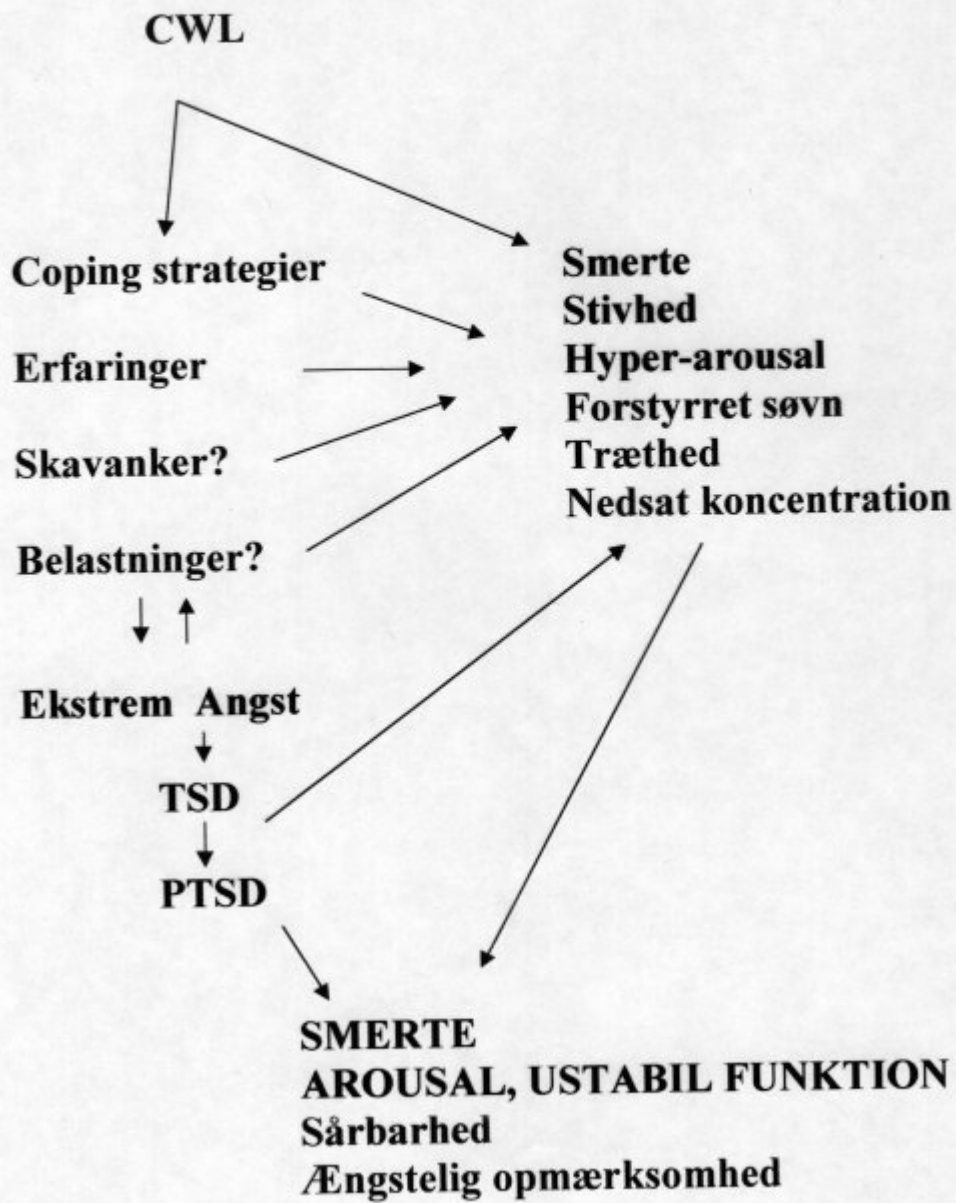 CWL
Coping strategier
Erfaringer
Skavanker?
Belastninger?
Ekstrem Angst
TSD
PTSD
Smerte
Stivhed
Hyper-arousal
Forstyrret søvn
Træthed
Nedsat koncentration
SMERTE
AROUSAL, USTABIL FUNKTION
Sårbarhed
Ængstelig opmærksomhed